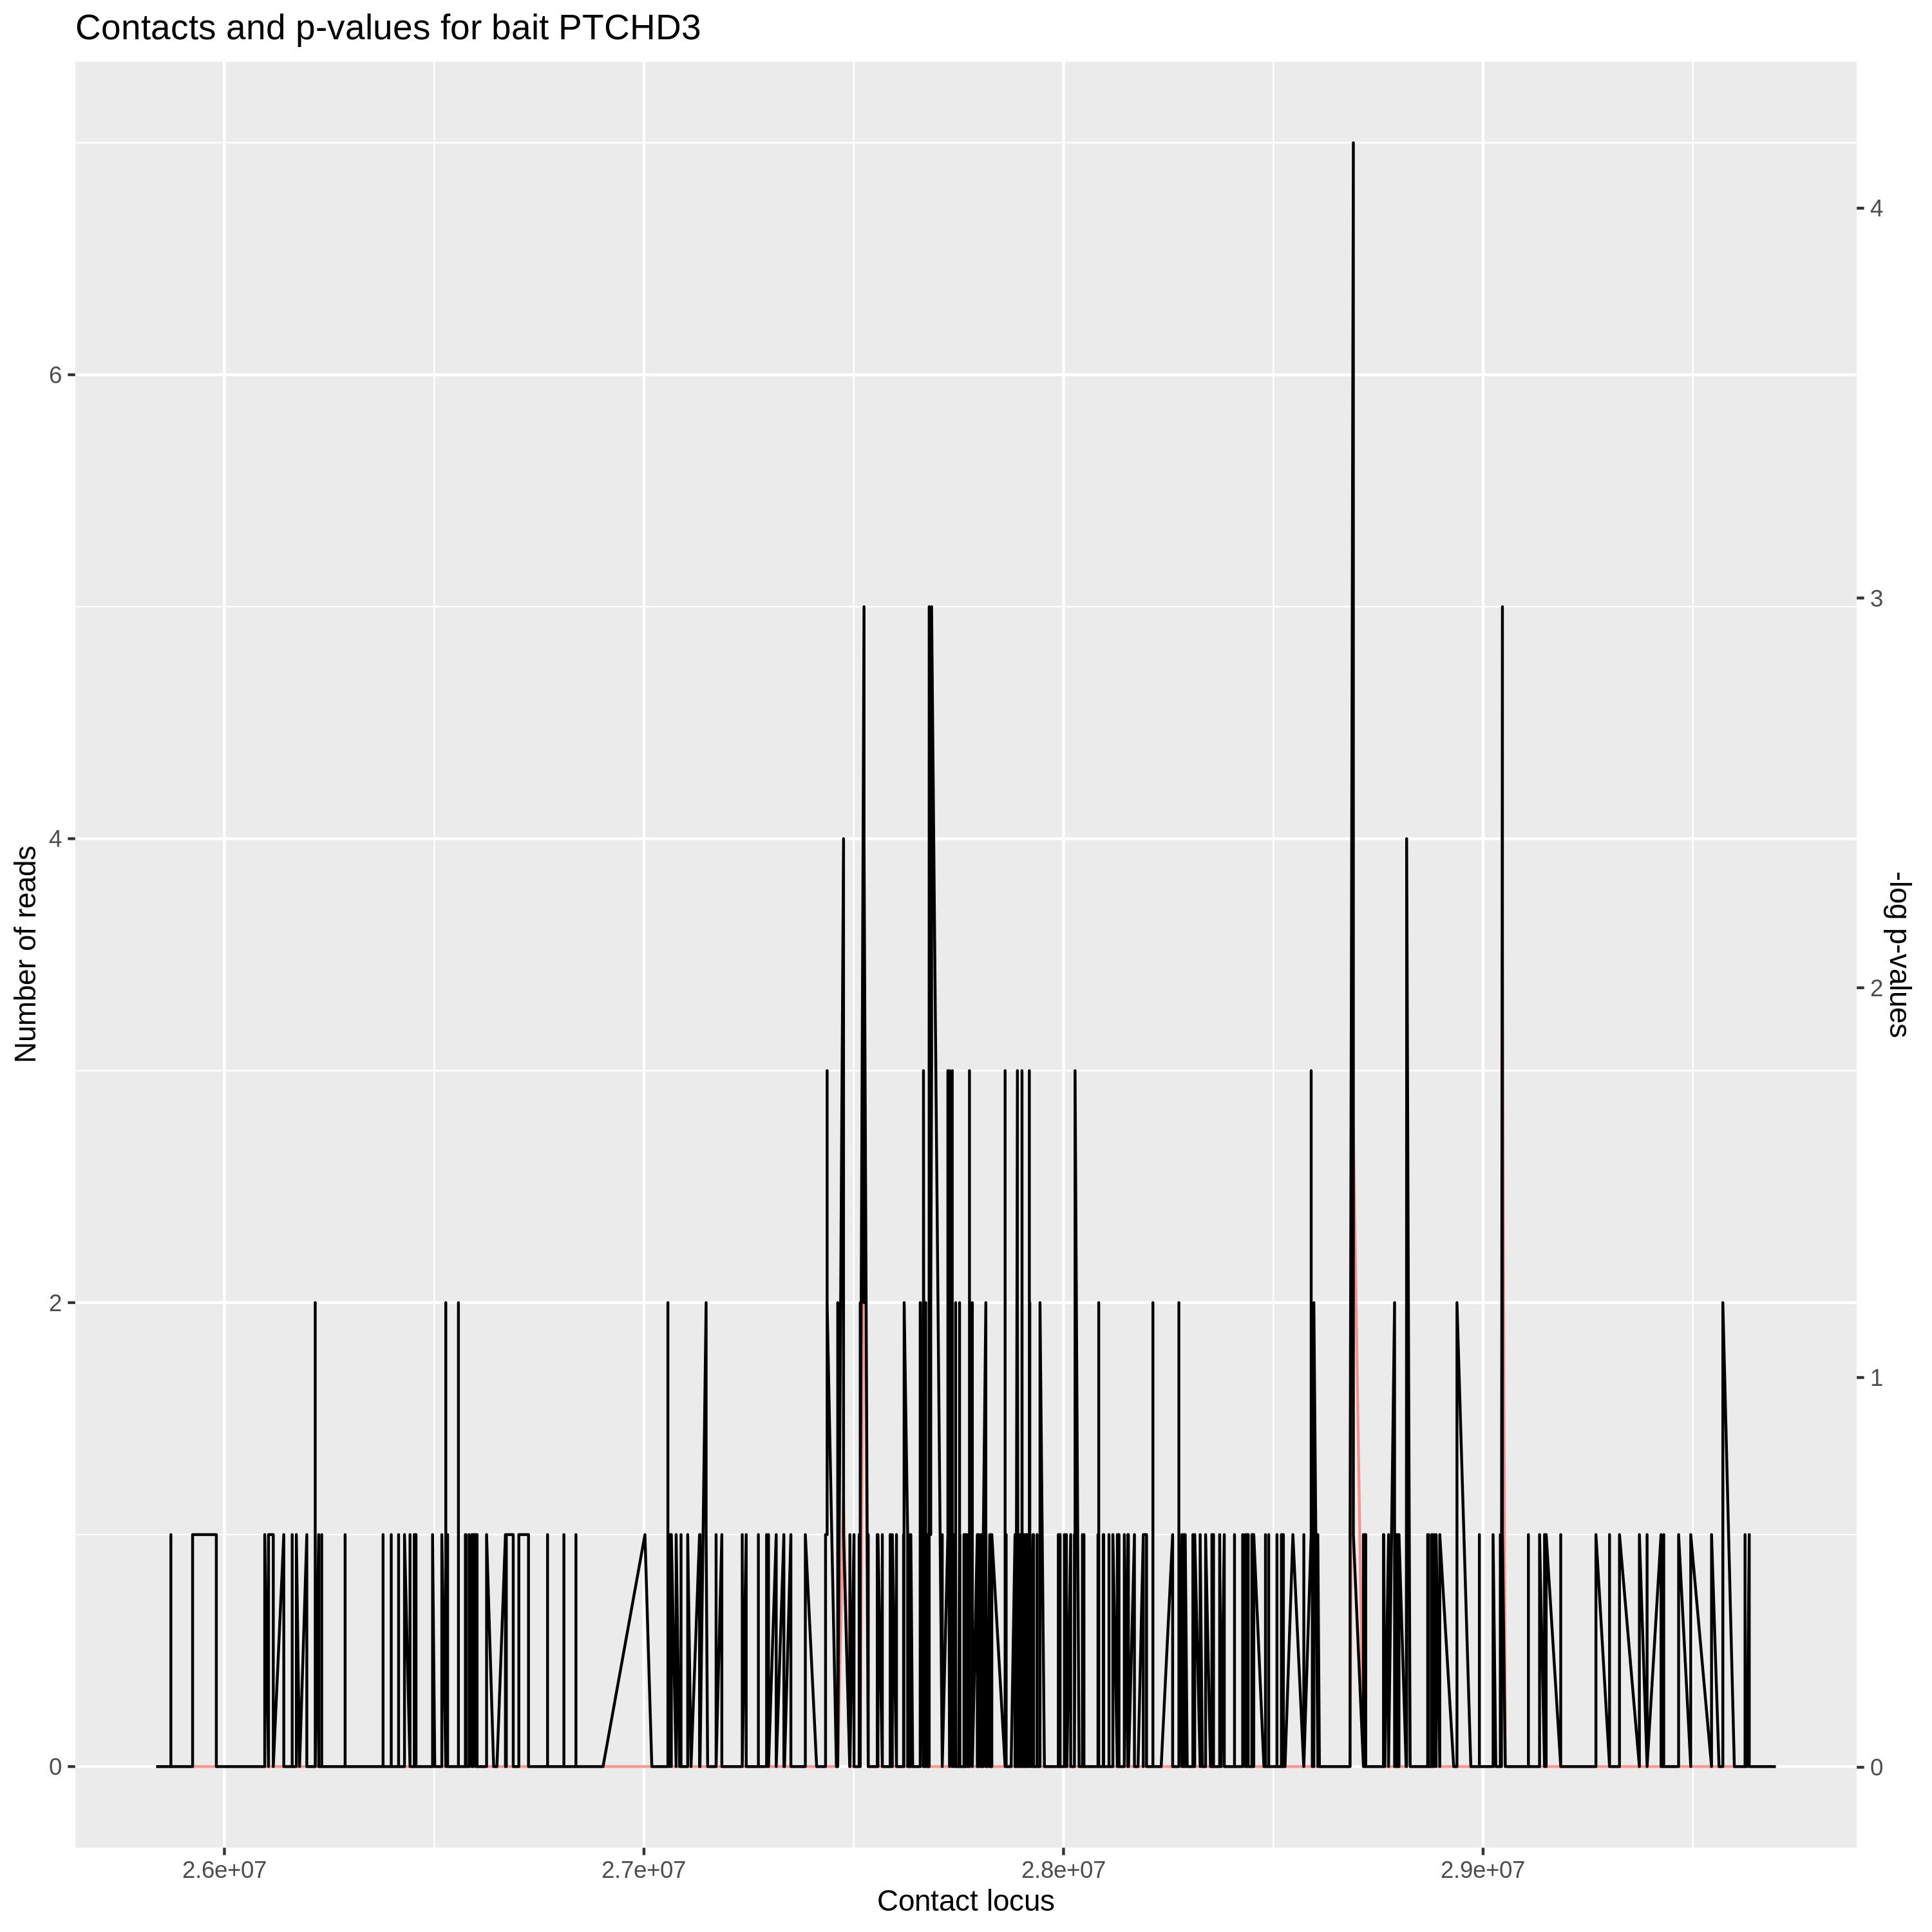 Contacts and p-values for bait PTCHD3
Number of reads
6
4
2
0
4
3
2
1
0
-log p-values
2.6e+07 2.7e+07 2.8e+07 2.9e+07
Contact locus